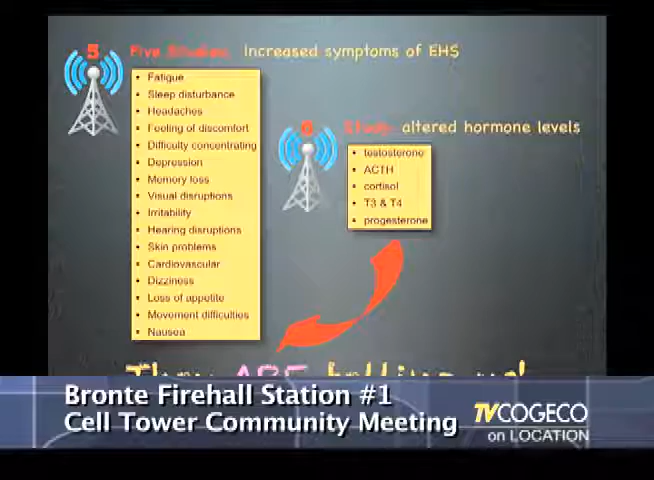 5 Five Studies: increased symptoms of EHS
• Fatigue
• Sleep disturbance
• Headaches
• Feeling of discomfort
• Difficulty concentrating
• Depression
• Memory loss
• Visual disruptions
• Irritability
• Hearing disruptions
• Skin problems
• Cardiovascular
• Dizziness
• Loss of appetite
• Movement difficulties
• Nausea
6 Study: altered hormone levels
• testosterone
• ACTH
• cortisol
• T3 & T4
• progesterone
ARE
Bronte Firehall Station #1
Cell Tower Community Meeting
TVCOGECO
on LOCATION